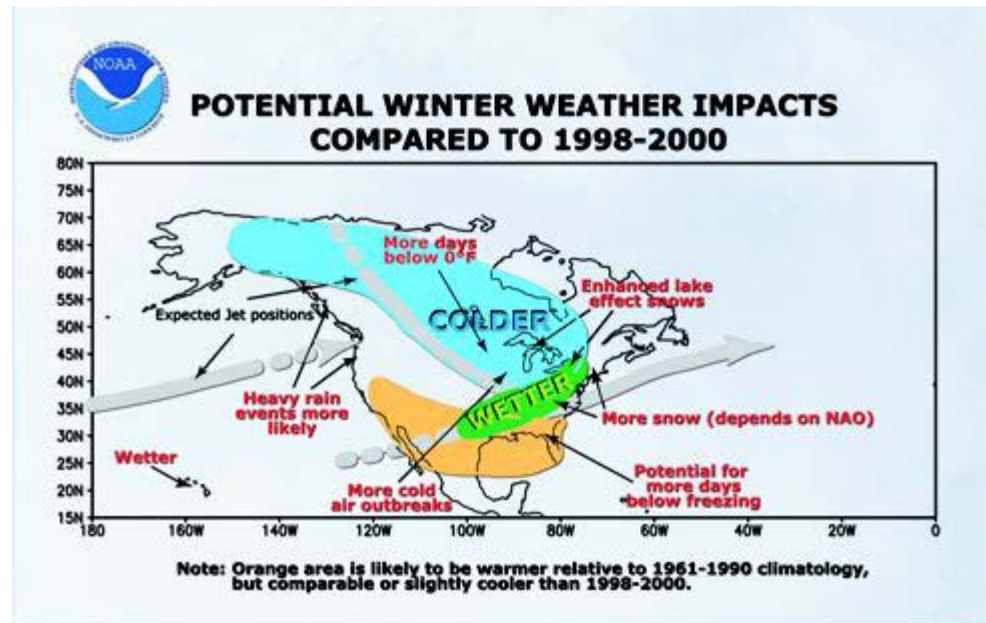 NOAA
POTENTIAL WINTER WEATHER IMPACTS
COMPARED TO 1998-2000
80N
75N
70N
65N
60N
55N
50N
45N
40N
35N
30N
25N
20N
15N
More days
below 0°F
Enhanced lake
effect snows
Expected Jet positions
COLDER
WETTER
Heavy rain
events more
likely
More snow (depends on NAO)
Wetter
More cold
air outbreaks
Potential for
more days
below freezing
180 160W 140W 120W 100W 80W 60W 40W 20W 0
Note: Orange area is likely to be warmer relative to 1961-1990 climatology,
but comparable or slightly cooler than 1998-2000.